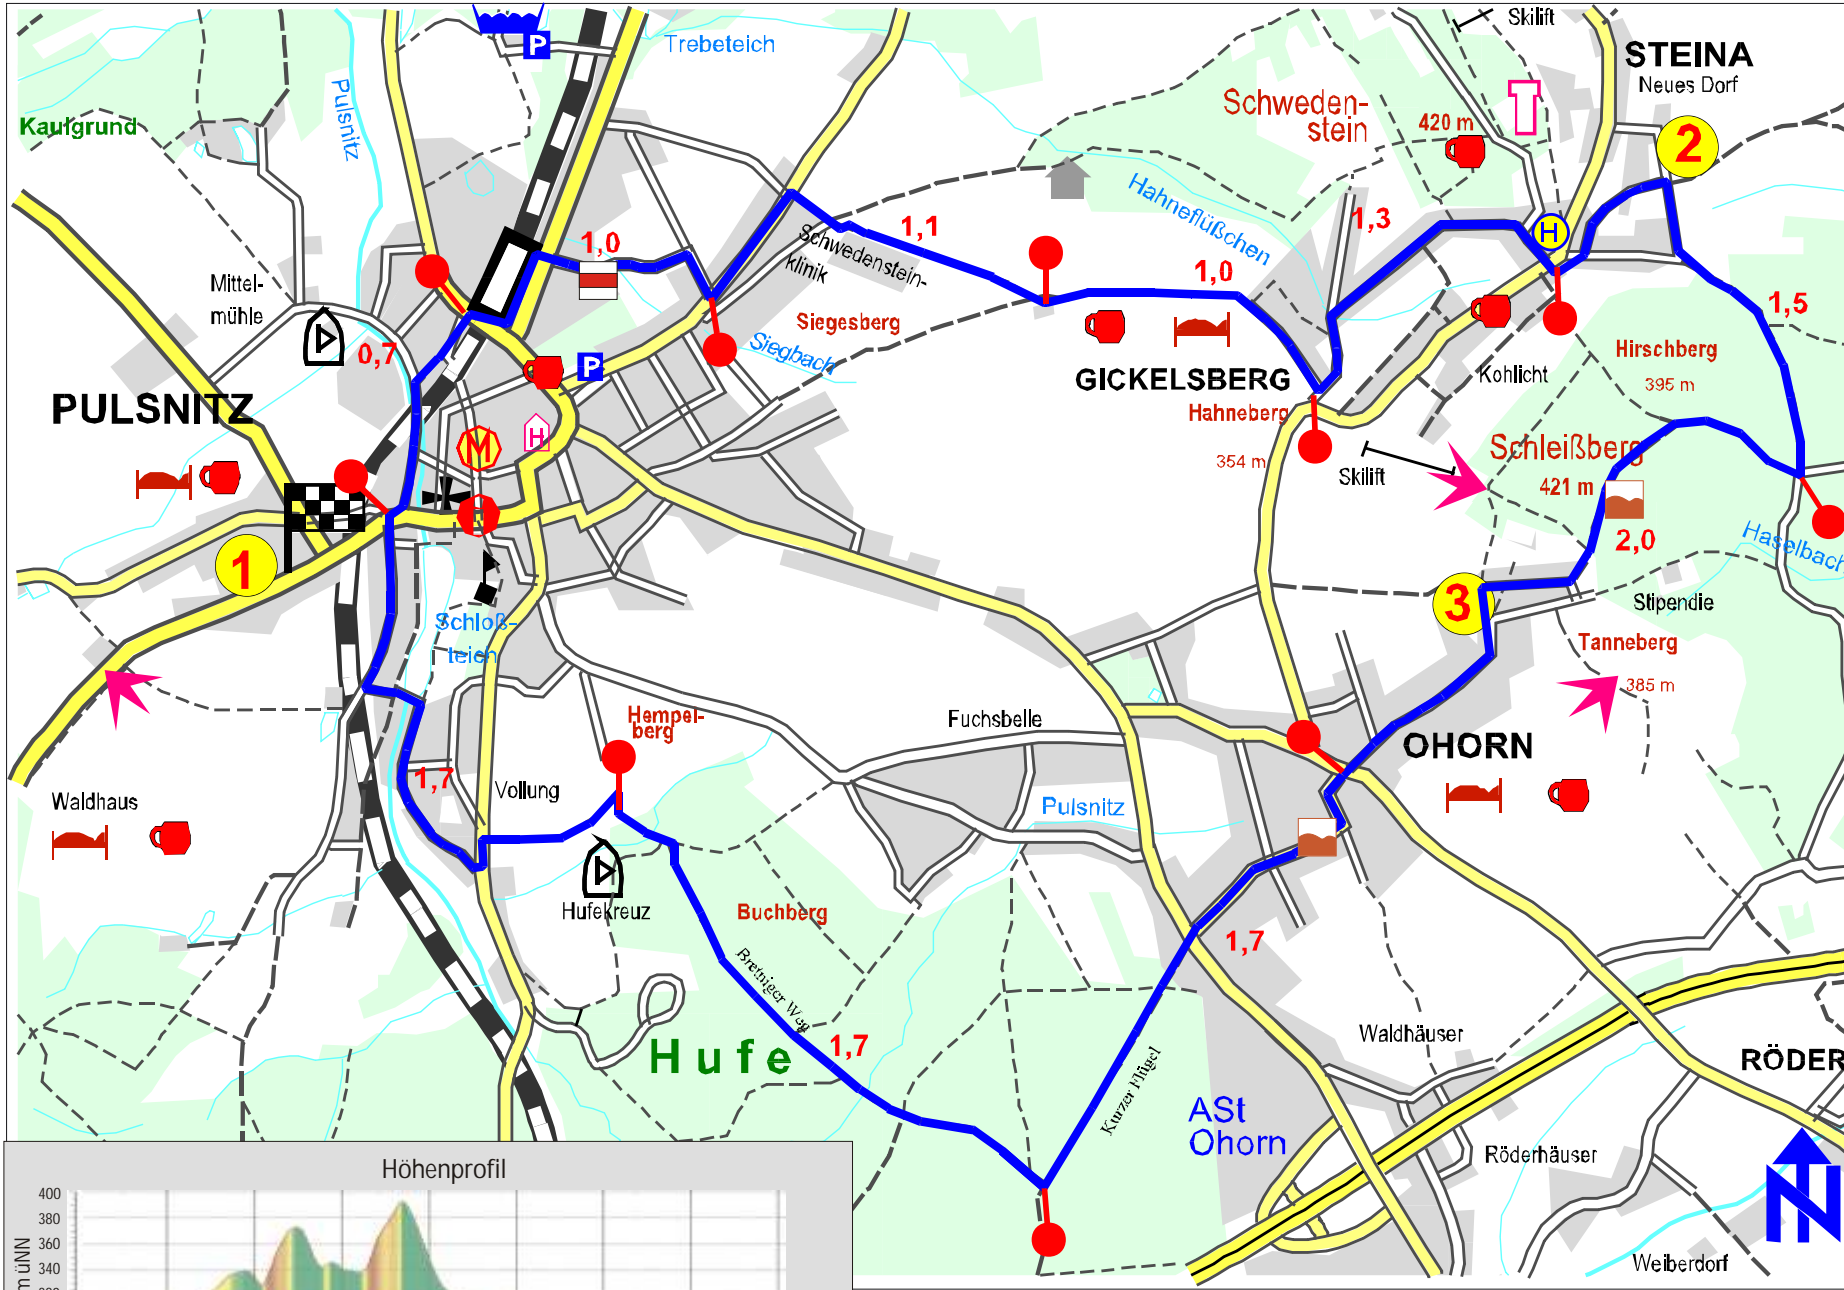 Skilift
STEINA
Neues Dorf
P
Trebeteich
Pulsnitz
Kaufgrund
Schweden-
stein
420 m
2
Hahneflüßchen
1,3
H
1,0
1,1
Schwedenstein-
klinik
1,0
1,5
Mittel-
mühle
0,7
Siegesberg
Siegbach
P
Hirschberg
395 m
Kohlicht
GICKELSBERG
Hahneberg
354 m
PULSNITZ
M
H
Skilift
Schleißberg
421 m
2,0
Haselbach
1
3
Stipendie
Schloß-
teich
Tanneberg
385 m
Hempel-
berg
Fuchsbelle
OHORN
1,7
Vollung
Waldhaus
Pulsnitz
Hufekreuz
Buchberg
1,7
Bretniger Weg
1,7
Hufe
Kurzer Flügel
Waldhäuser
RÖDER
ASt
Ohorn
Röderhäuser
N
Weiberdorf
Höhenprofil
400
380
360
340
m üNN